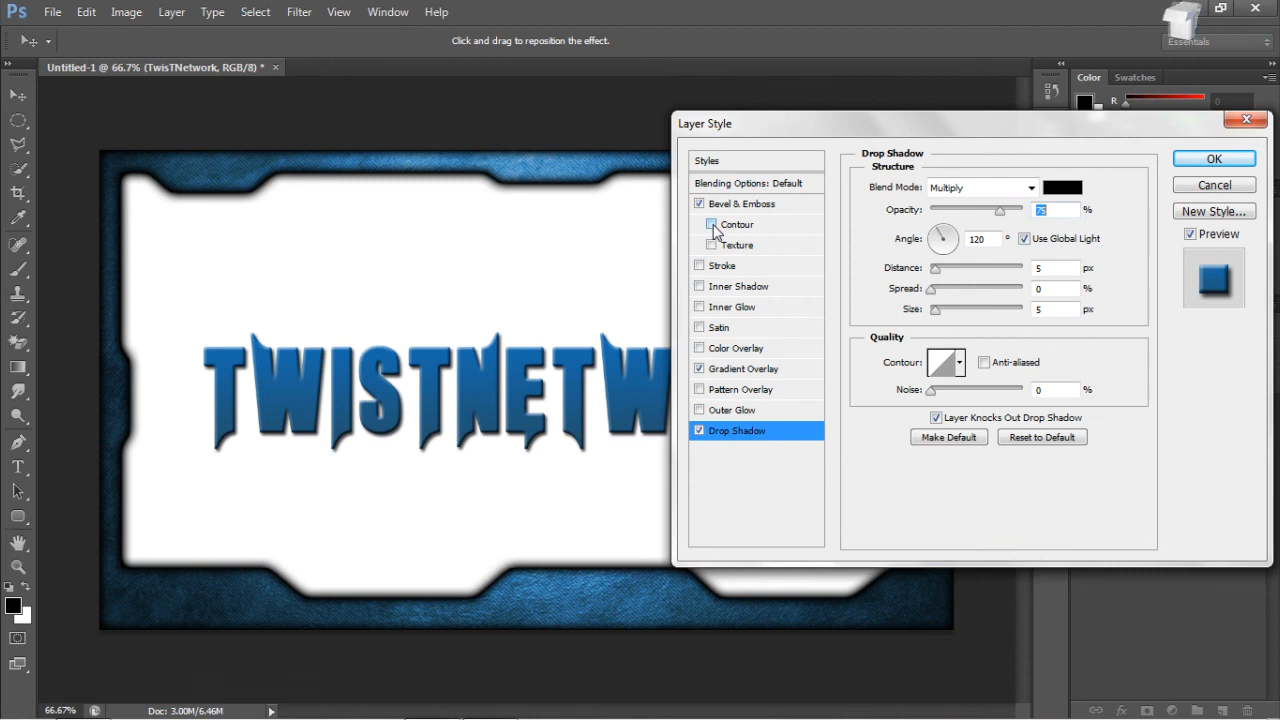 Ps File Edit Image Layer Type Select Filter View Window Help
Click and drag to reposition the effect.
Essentials
Untitled-1 @ 66.7% (TwisTNetwork, RGB/8) * ×
Color Swatches
R 0
Layer Style
Styles
Blending Options: Default
Bevel & Emboss
Contour
Texture
Stroke
Inner Shadow
Inner Glow
Satin
Color Overlay
Gradient Overlay
Pattern Overlay
Outer Glow
Drop Shadow
Drop Shadow
Structure
Blend Mode: Multiply
Opacity: 75 %
Angle: 120 ° Use Global Light
Distance: 5 px
Spread: 0 %
Size: 5 px
Quality
Contour: Anti-aliased
Noise: 0 %
Layer Knocks Out Drop Shadow
Make Default Reset to Default
OK
Cancel
New Style...
Preview
TWISTNETW
66.67% Doc: 3.00M/6.46M